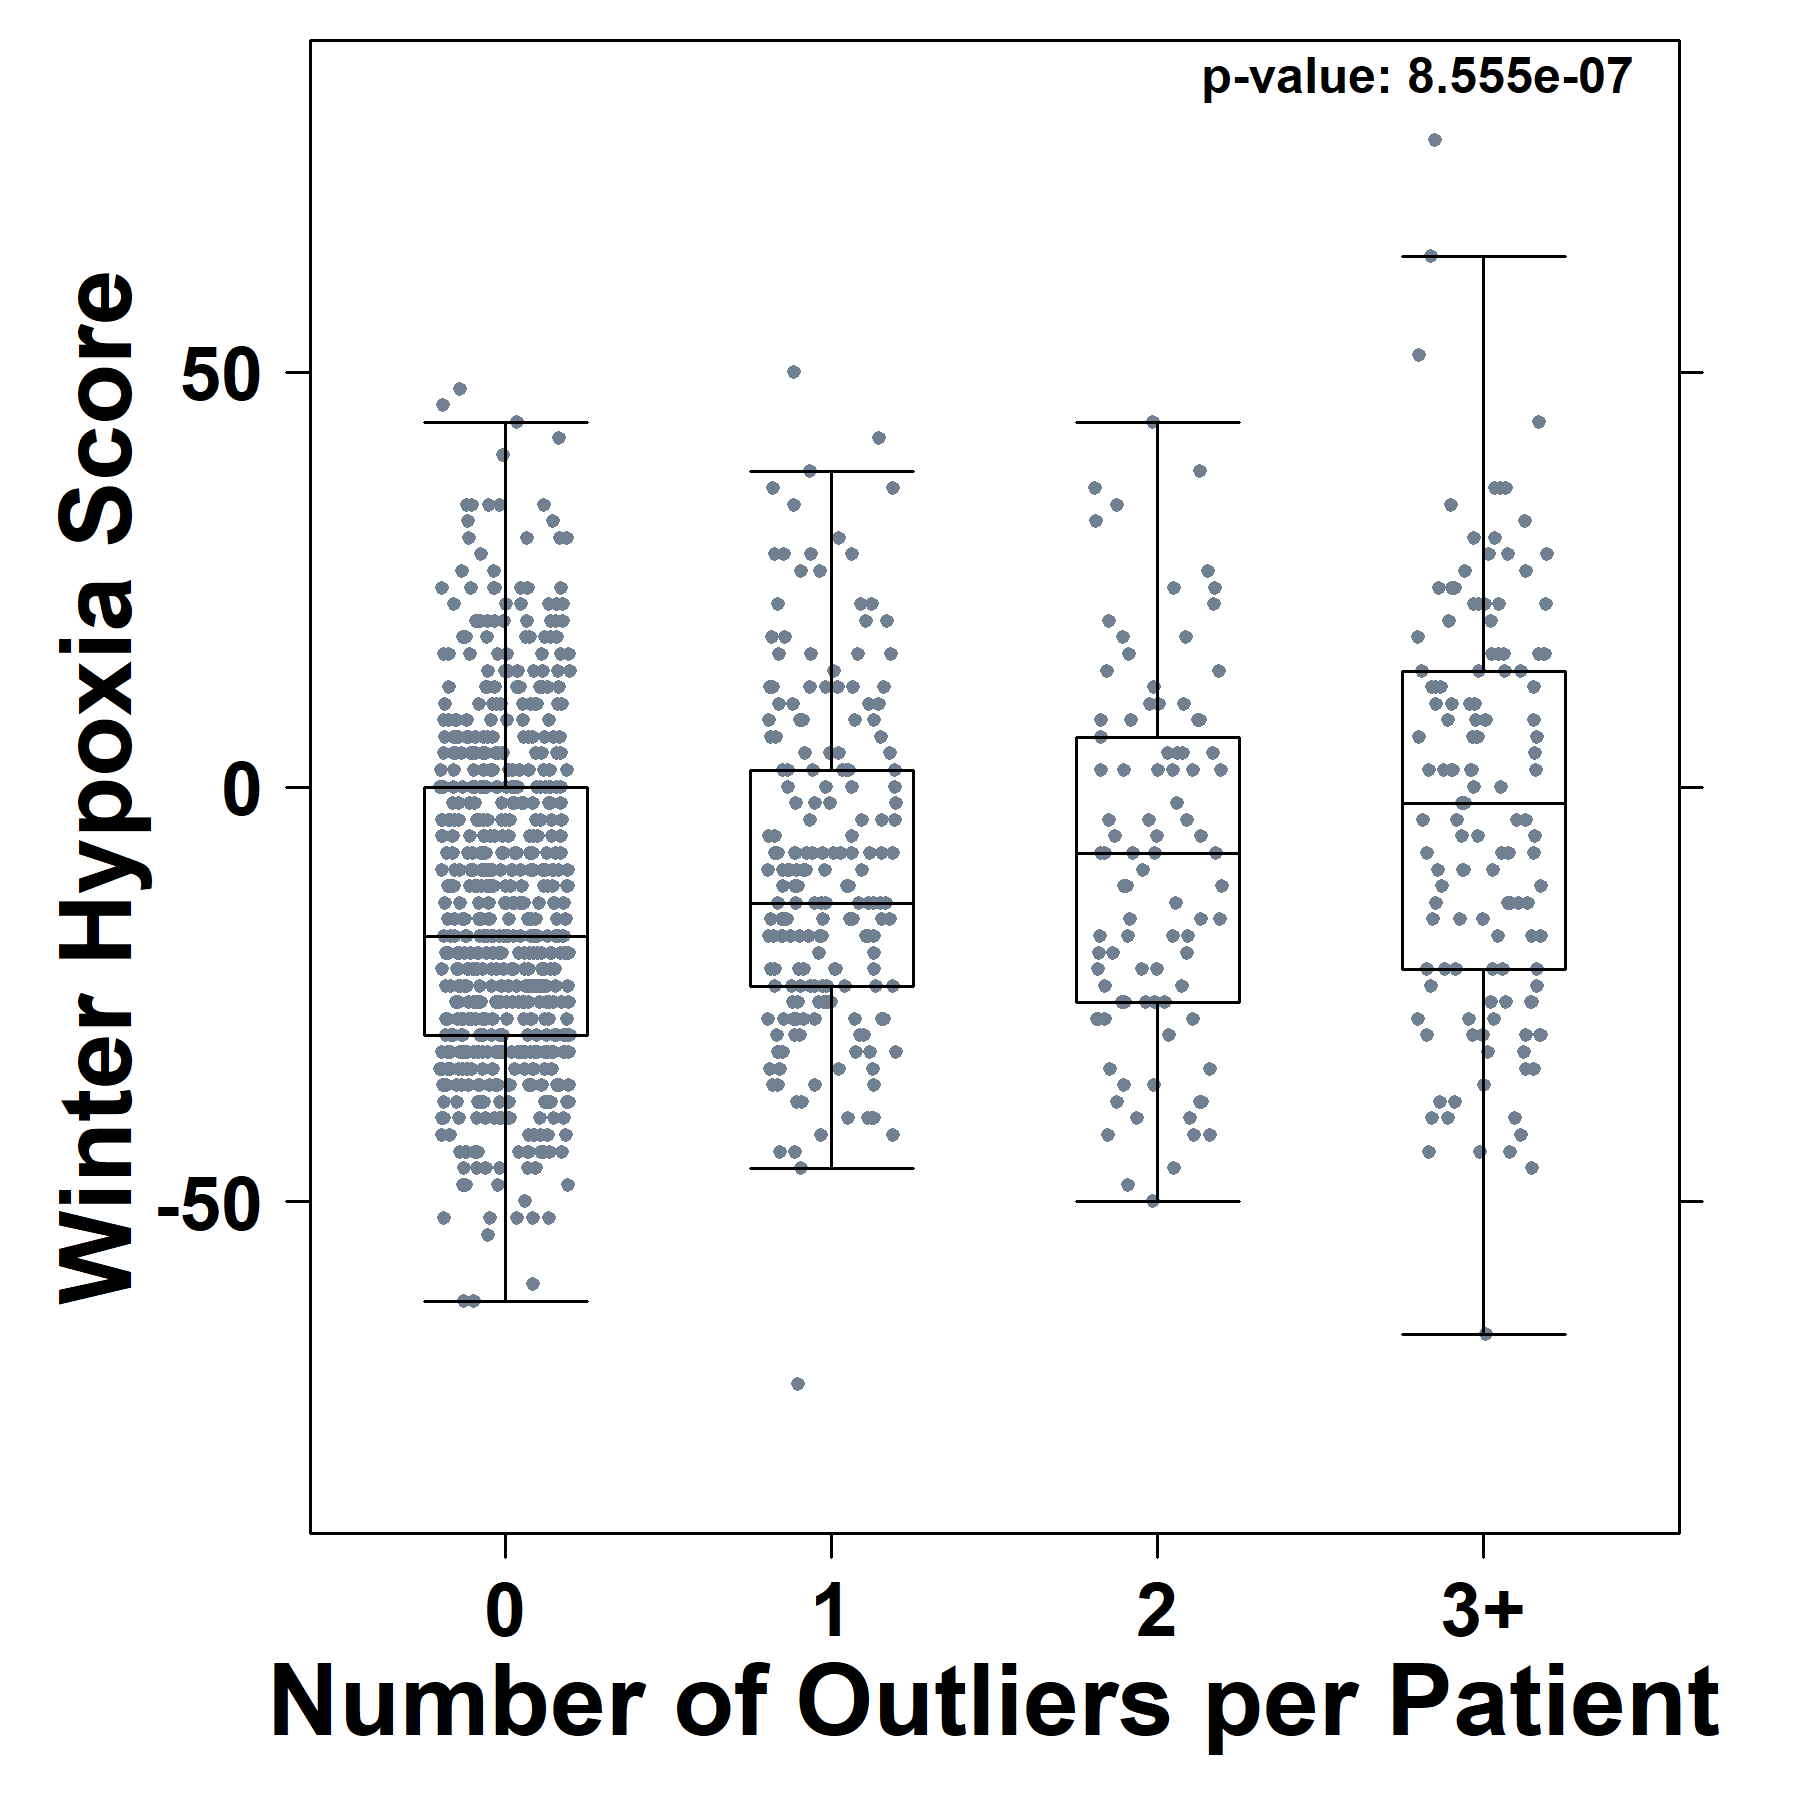 p-value: 8.555e-07
Winter Hypoxia Score
50
0
-50
0 1 2 3+
Number of Outliers per Patient